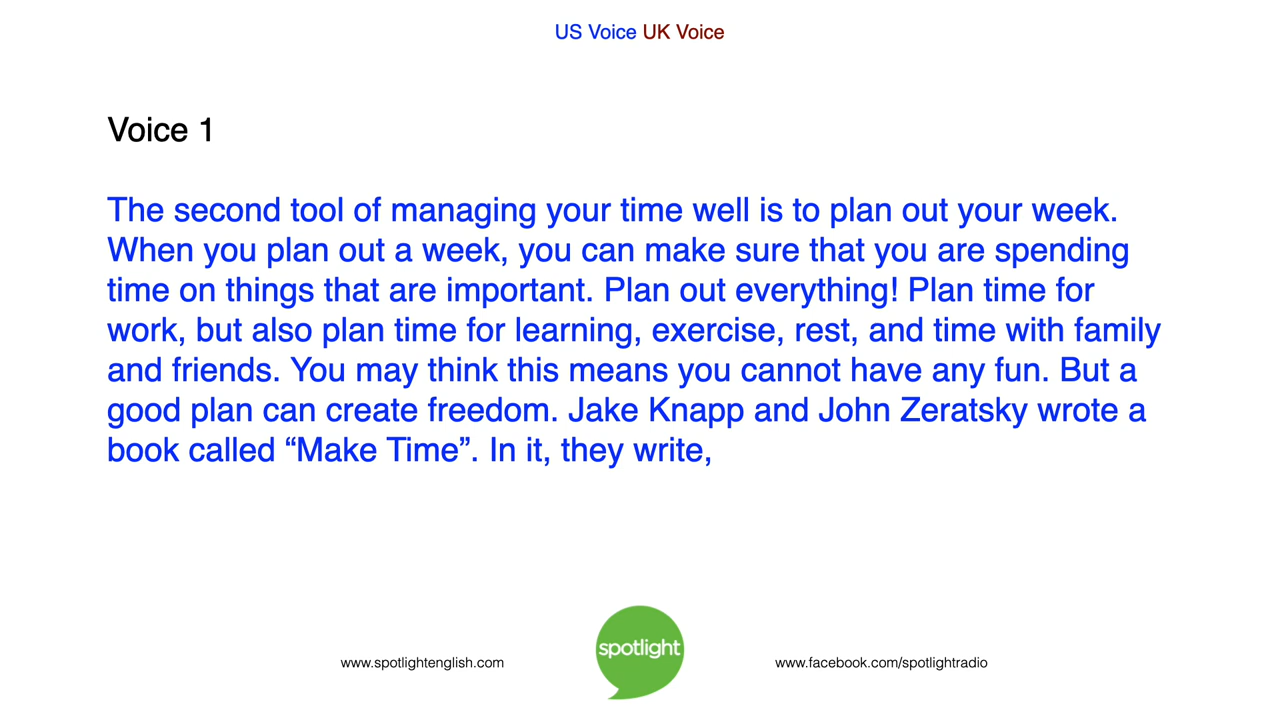 US Voice UK Voice
Voice 1
The second tool of managing your time well is to plan out your week.
When you plan out a week, you can make sure that you are spending
time on things that are important. Plan out everything! Plan time for
work, but also plan time for learning, exercise, rest, and time with family
and friends. You may think this means you cannot have any fun. But a
good plan can create freedom. Jake Knapp and John Zeratsky wrote a
book called “Make Time”. In it, they write,
spotlight
www.spotlightenglish.com
www.facebook.com/spotlightradio